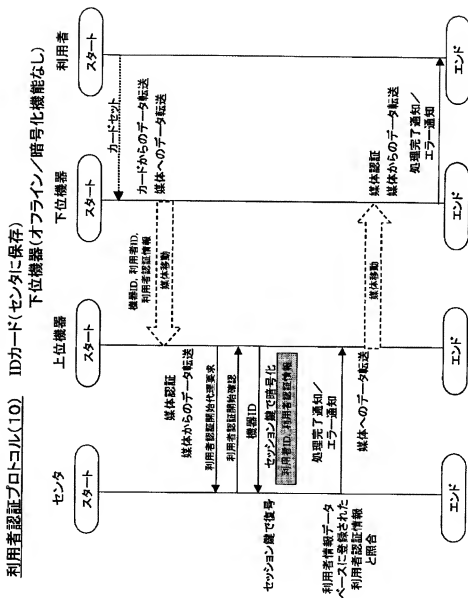 利用者認証プロトコル(10) IDカード(センタに保存)
下位機器(オフライン/暗号化機能なし)
センタ
上位機器
下位機器
利用者
スタート
スタート
スタート
スタート
カードセット
カードからのデータ転送
媒体へのデータ転送
機器ID、利用者ID、
利用者認証情報
媒体移動
媒体認証
媒体からのデータ転送
利用者認証開始代理要求
利用者認証開始確認
機器ID
セッション鍵で暗号化
利用者ID、利用者認証情報
セッション鍵で復号
利用者情報データ
ベースに登録された
利用者認証情報
と照合
処理完了通知/
エラー通知
媒体へのデータ転送
媒体移動
媒体認証
媒体からのデータ転送
処理完了通知/
エラー通知
エンド
エンド
エンド
エンド